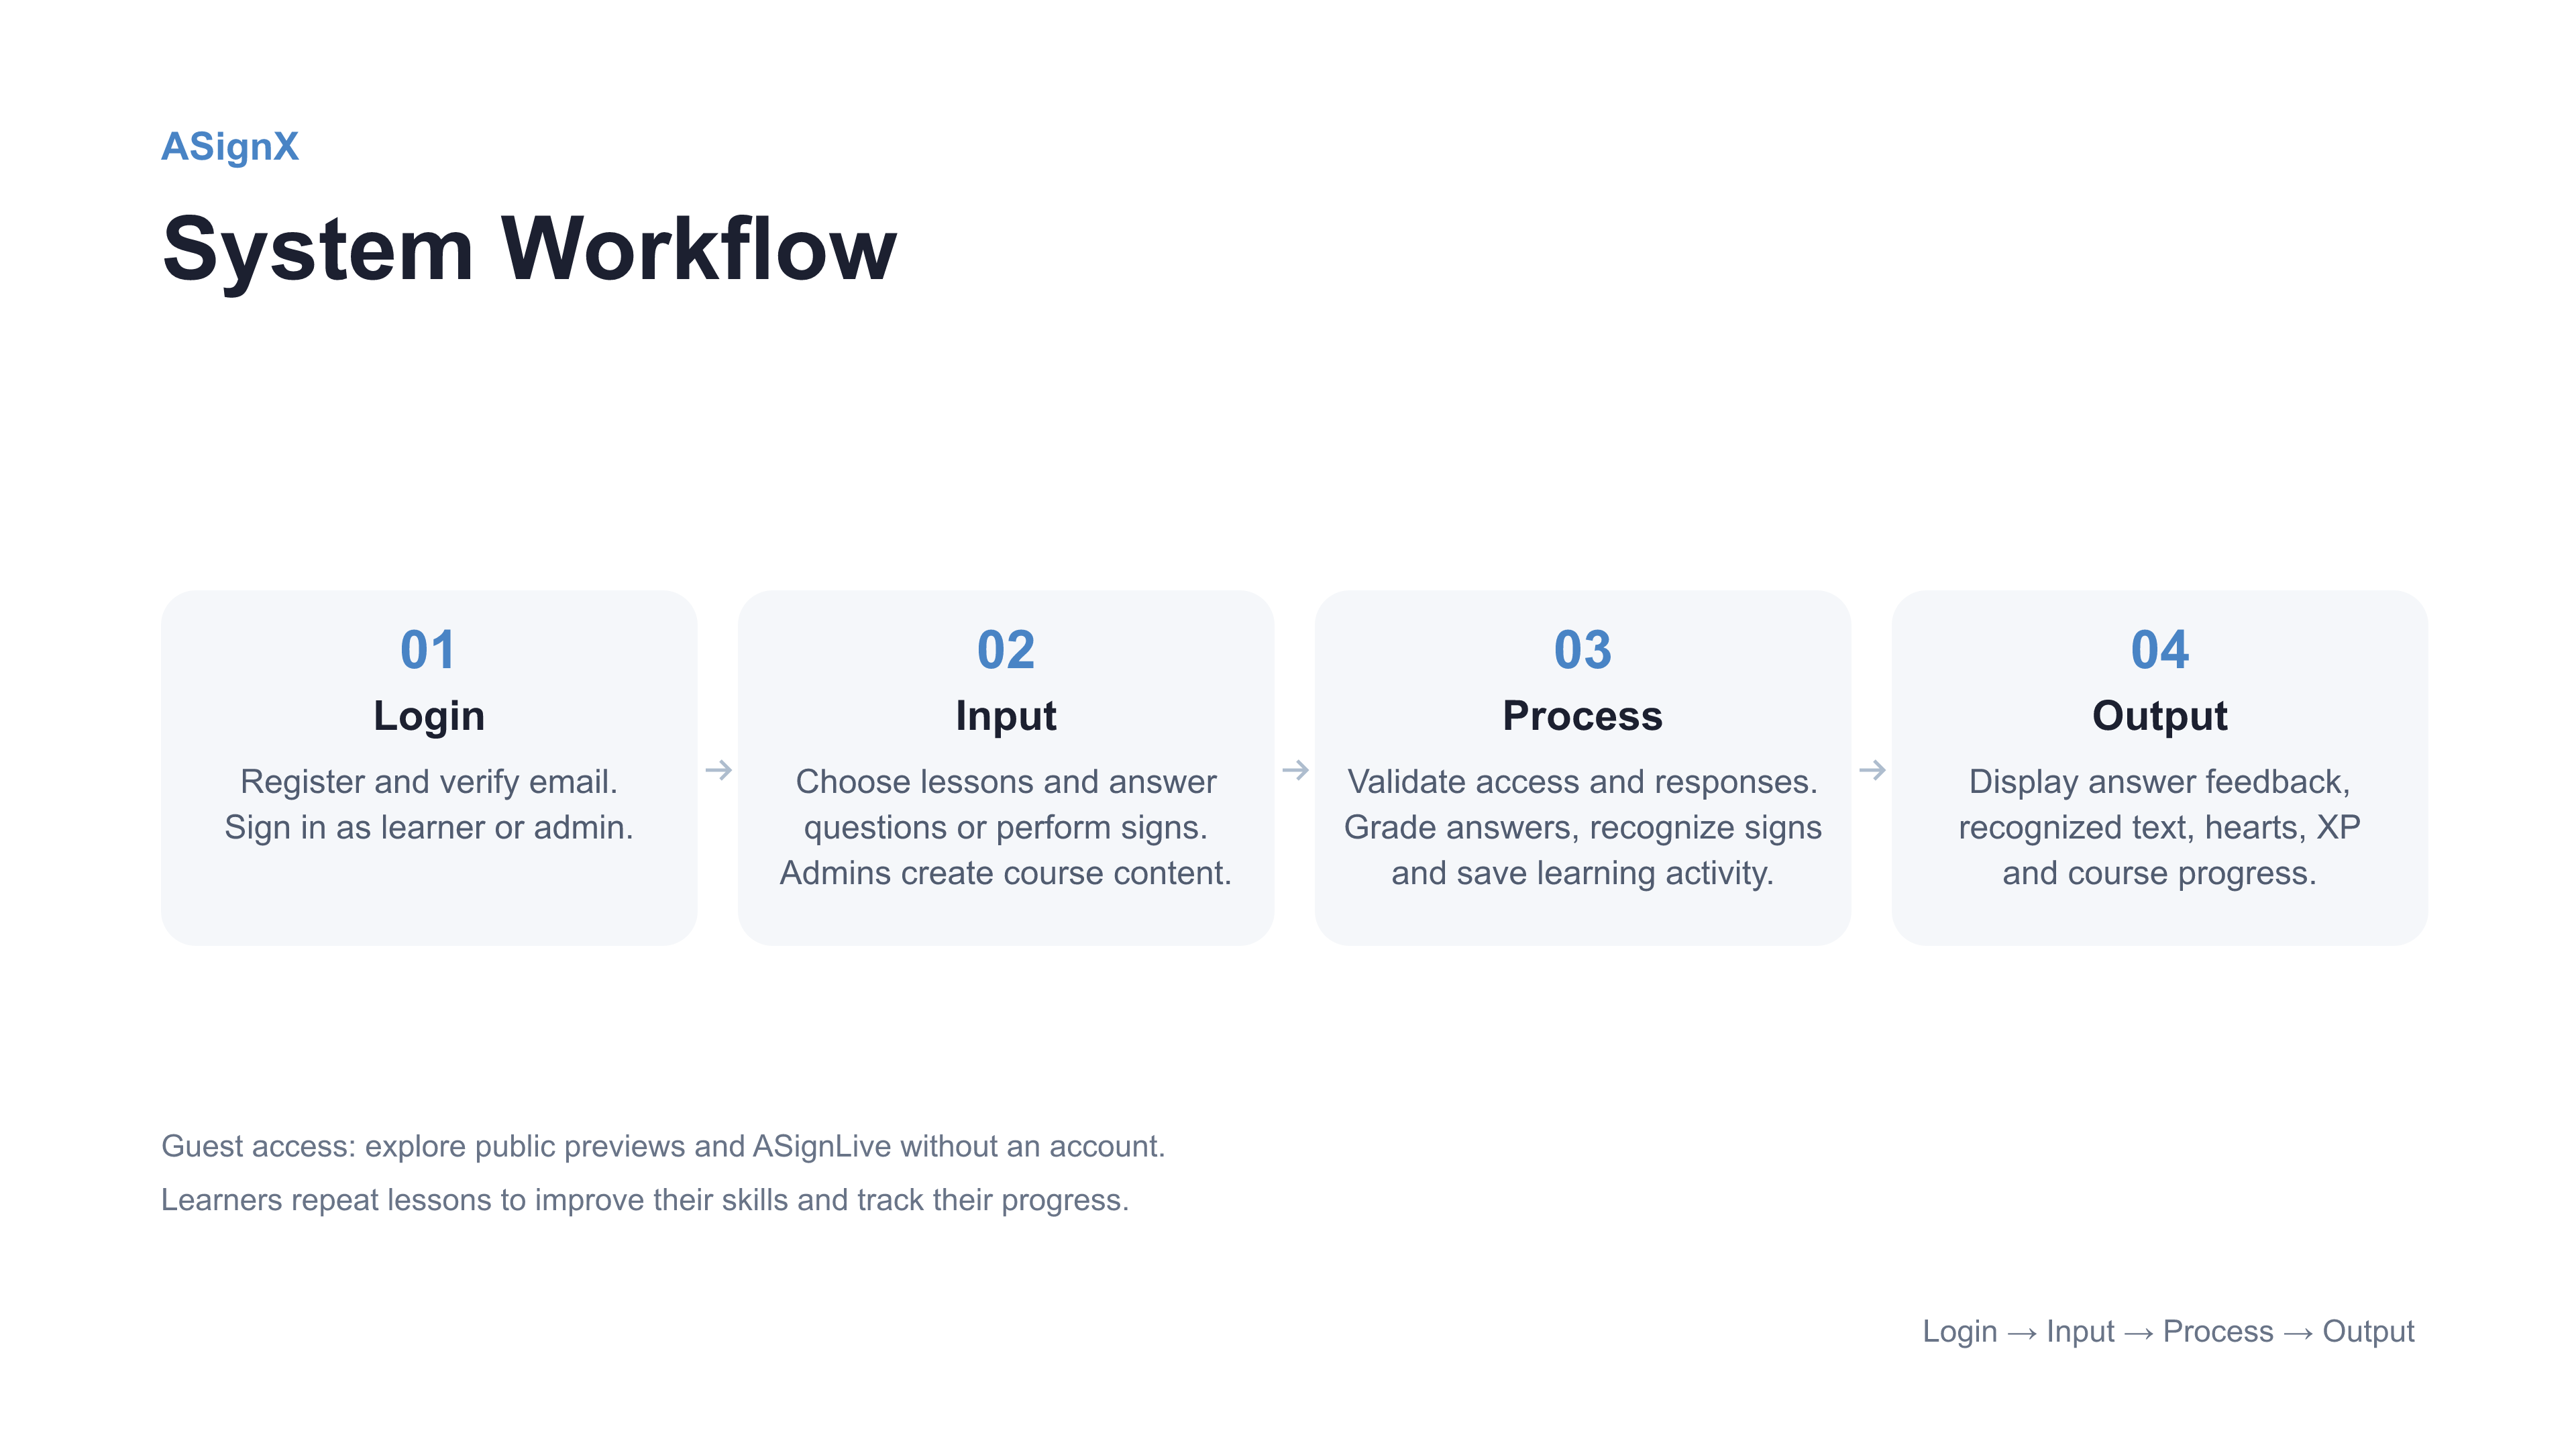 ASignX
System Workflow
01
Login
Register and verify email.
Sign in as learner or admin.
→
02
Input
Choose lessons and answer
questions or perform signs.
Admins create course content.
→
03
Process
Validate access and responses.
Grade answers, recognize signs
and save learning activity.
→
04
Output
Display answer feedback,
recognized text, hearts, XP
and course progress.
Guest access: explore public previews and ASignLive without an account.
Learners repeat lessons to improve their skills and track their progress.
Login → Input → Process → Output